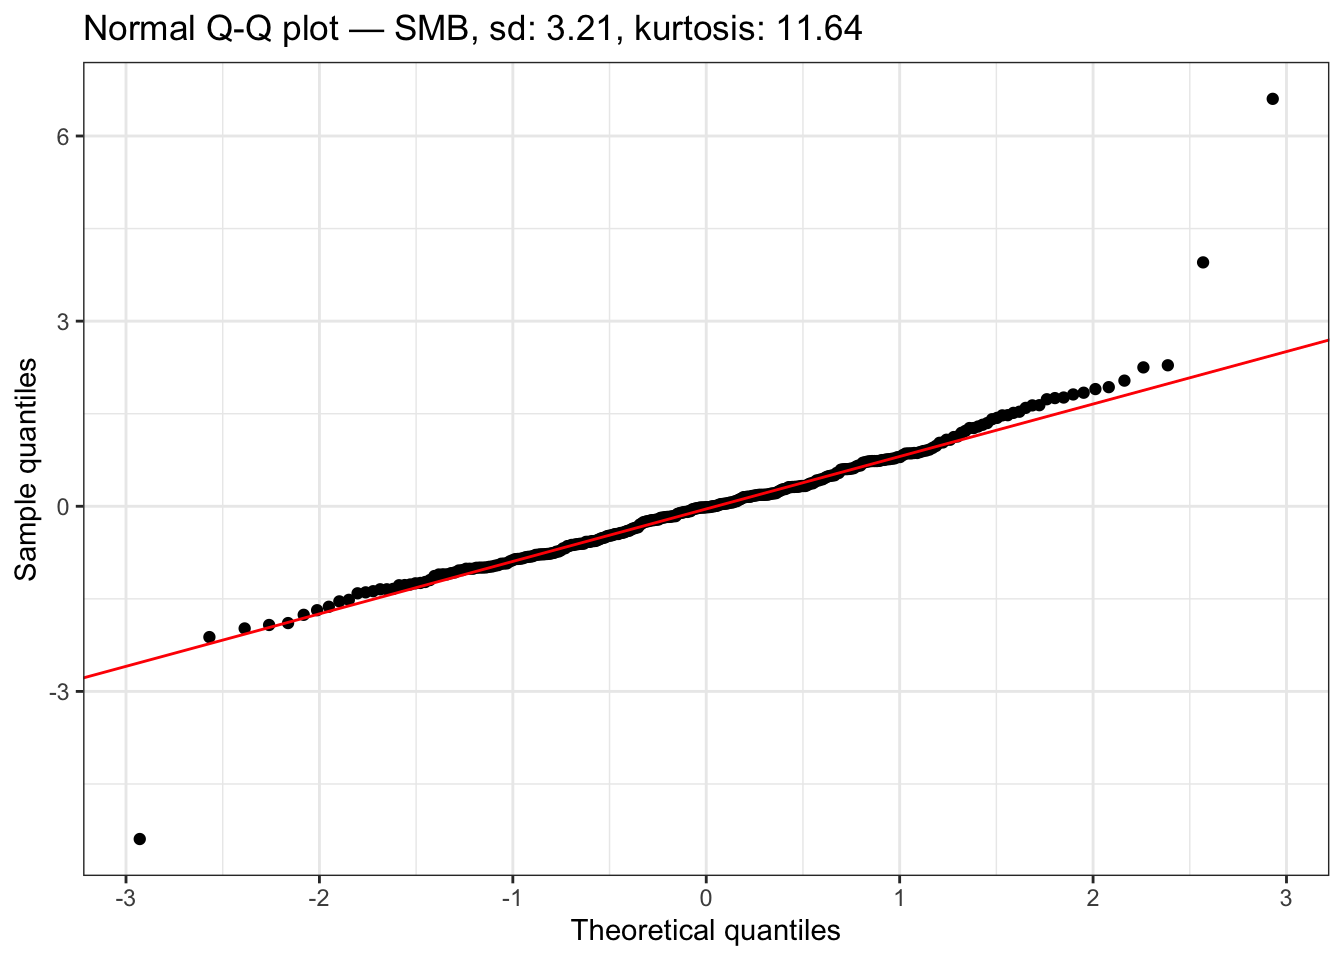 Normal Q-Q plot — SMB, sd: 3.21, kurtosis: 11.64
6
3
0
-3
Sample quantiles
-3 -2 -1 0 1 2 3
Theoretical quantiles